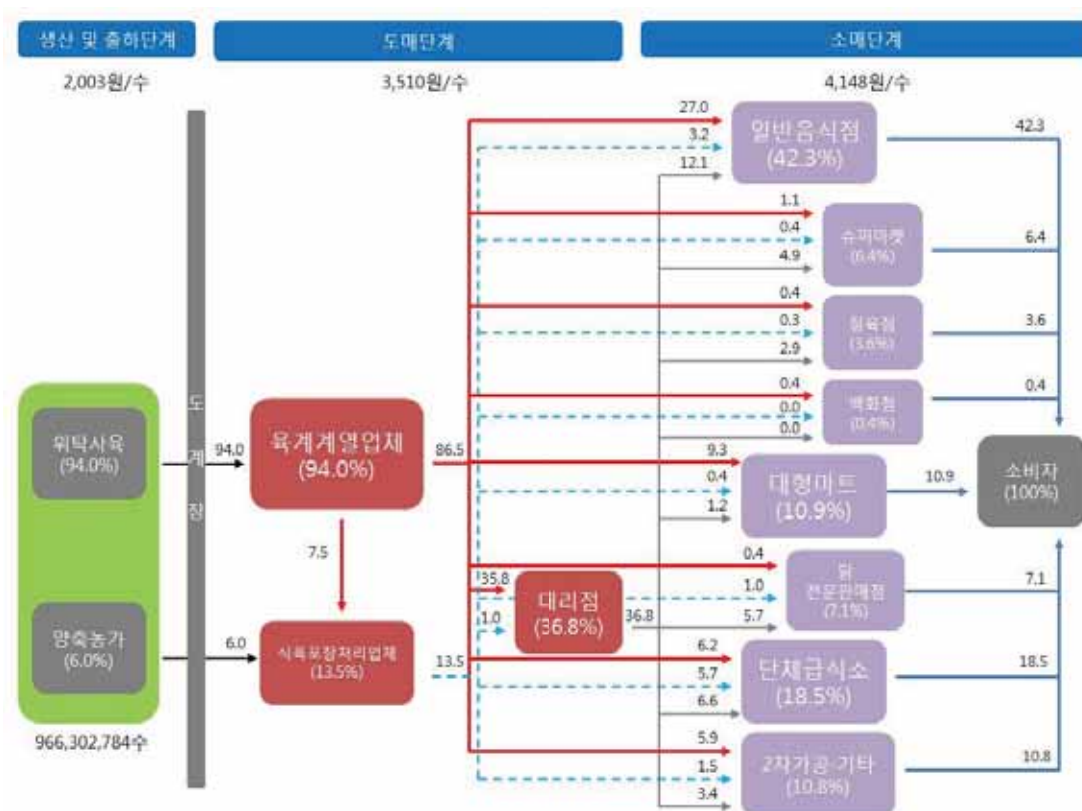 생산 및 출하단계
도매단계
소매단계
2,003원/수
3,510원/수
4,148원/수
27.0
3.2
12.1
일반음식점
(42.3%)
42.3
1.1
0.4
4.9
슈퍼마켓
(6.4%)
6.4
0.4
0.3
2.9
정육점
(3.6%)
3.6
0.4
0.0
0.0
백화점
(0.4%)
0.4
도계장
위탁사육
(94.0%)
94.0
육계계열업체
(94.0%)
86.5
9.3
0.4
1.2
대형마트
(10.9%)
10.9
소비자
(100%)
7.5
0.4
1.0
5.7
닭
전문판매점
(7.1%)
7.1
35.8
1.0
대리점
(36.8%)
36.8
양축농가
(6.0%)
6.0
식육포장처리업체
(13.5%)
13.5
6.2
5.7
6.6
단체급식소
(18.5%)
18.5
5.9
1.5
3.4
2차가공·기타
(10.8%)
10.8
966,302,784수